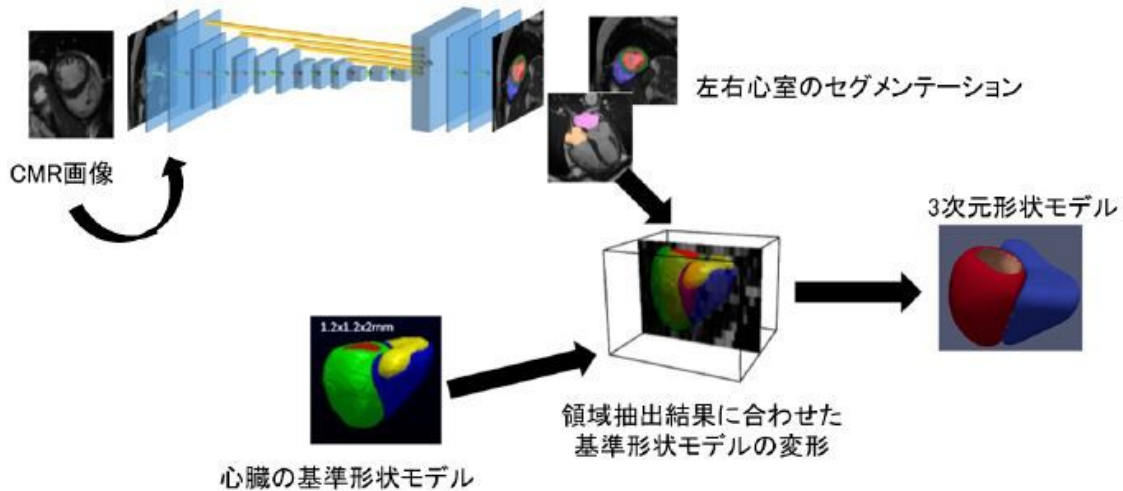 左右心室のセグメンテーション
CMR画像
3次元形状モデル
1.2x1.2x2mm
領域抽出結果に合わせた
基準形状モデルの変形
心臓の基準形状モデル